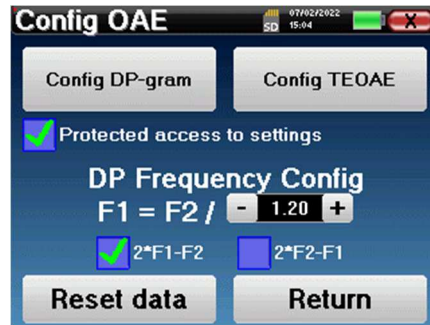 Config OAE
SD
07/02/2022
15:04
X
Config DP-gram
Config TEOAE
Protected access to settings
DP Frequency Config
F1 = F2 / - 1.20 +
2*F1-F2
2*F2-F1
Reset data
Return